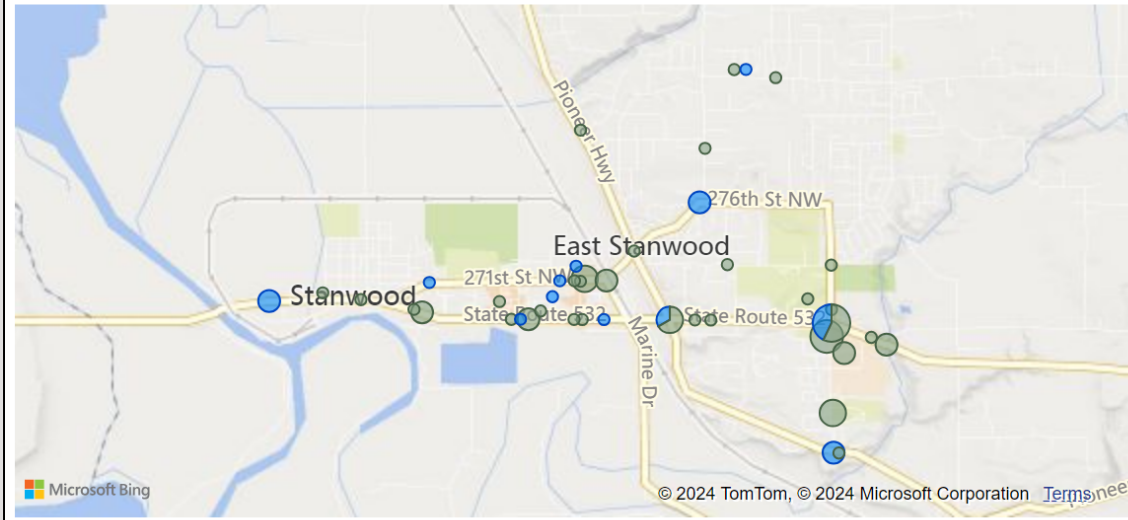 Pioneer Hwy
276th St NW
East Stanwood
271st St NW
Stanwood
State Route 532
State Route 532
Marine Dr
Microsoft Bing
© 2024 TomTom, © 2024 Microsoft Corporation Terms